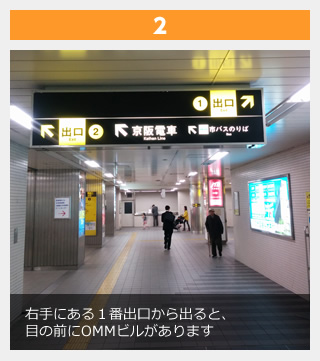 2
1 出口
出口 2 京阪電車 市バスのりば
Keihan Line
右手にある１番出口から出ると、
目の前にOMMビルがあります